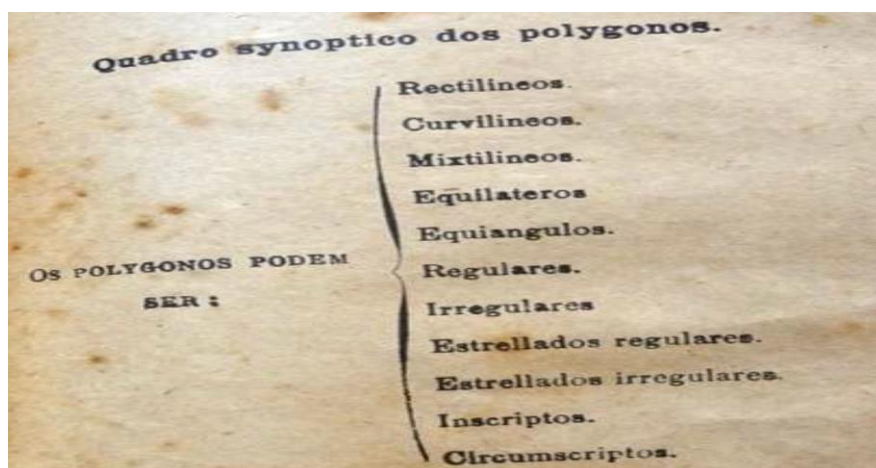 Quadro synoptico dos polygonos.
Rectilineos.
Curvilineos.
Mixtilineos.
Equilateros
Equiangulos.
OS POLYGONOS PODEM
SER :
Regulares.
Irregulares
Estrellados regulares.
Estrellados irregulares.
Inscriptos.
Circumscriptos.